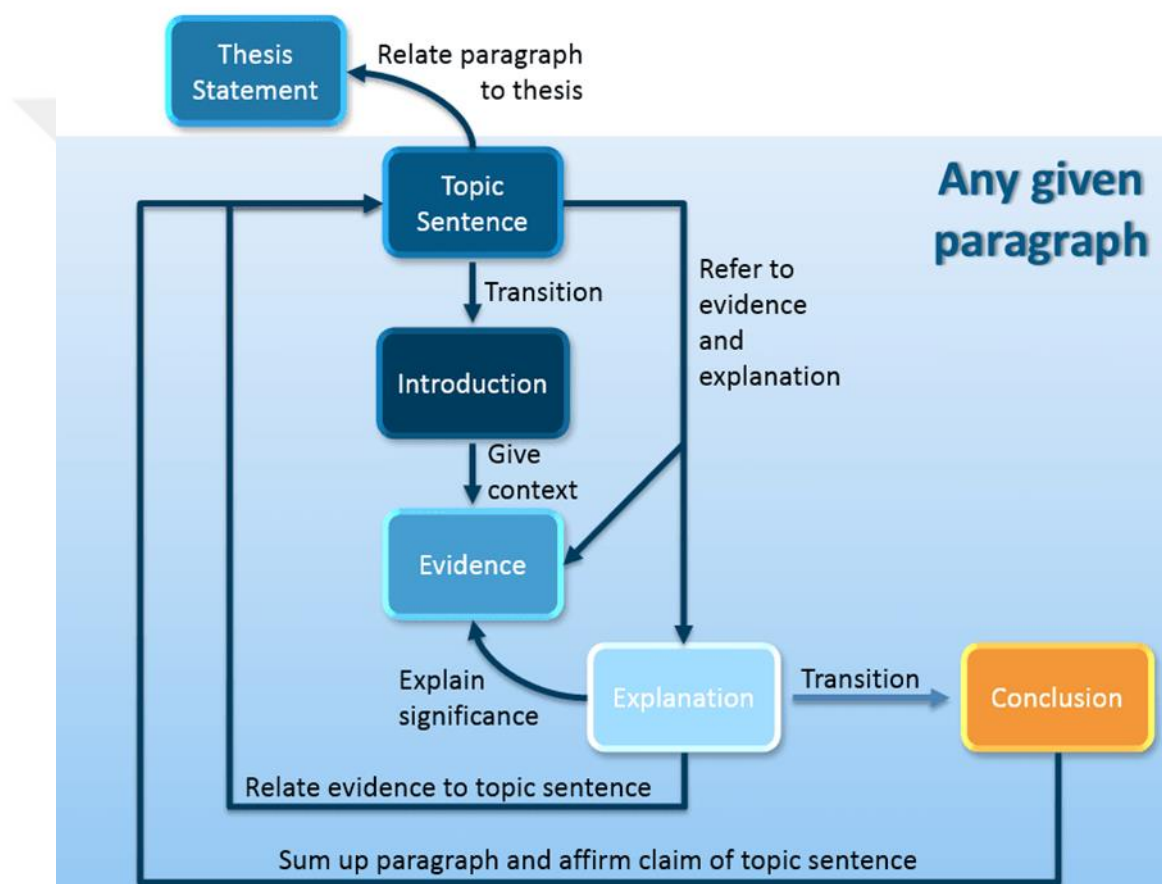 Thesis
Statement
Relate paragraph
to thesis
Any given
paragraph
Topic
Sentence
Refer to
evidence
and
explanation
Transition
Introduction
Give
context
Evidence
Explain
significance
Explanation
Transition
Conclusion
Relate evidence to topic sentence
Sum up paragraph and affirm claim of topic sentence